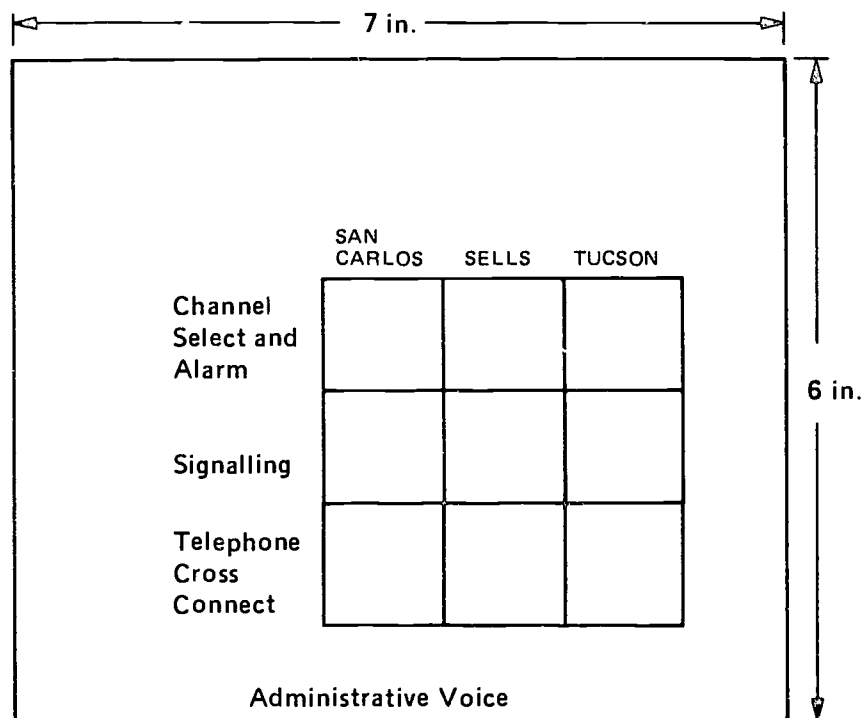 7 in.
SAN
CARLOS SELLS TUCSON
Channel
Select and
Alarm
6 in.
Signalling
Telephone
Cross
Connect
Administrative Voice